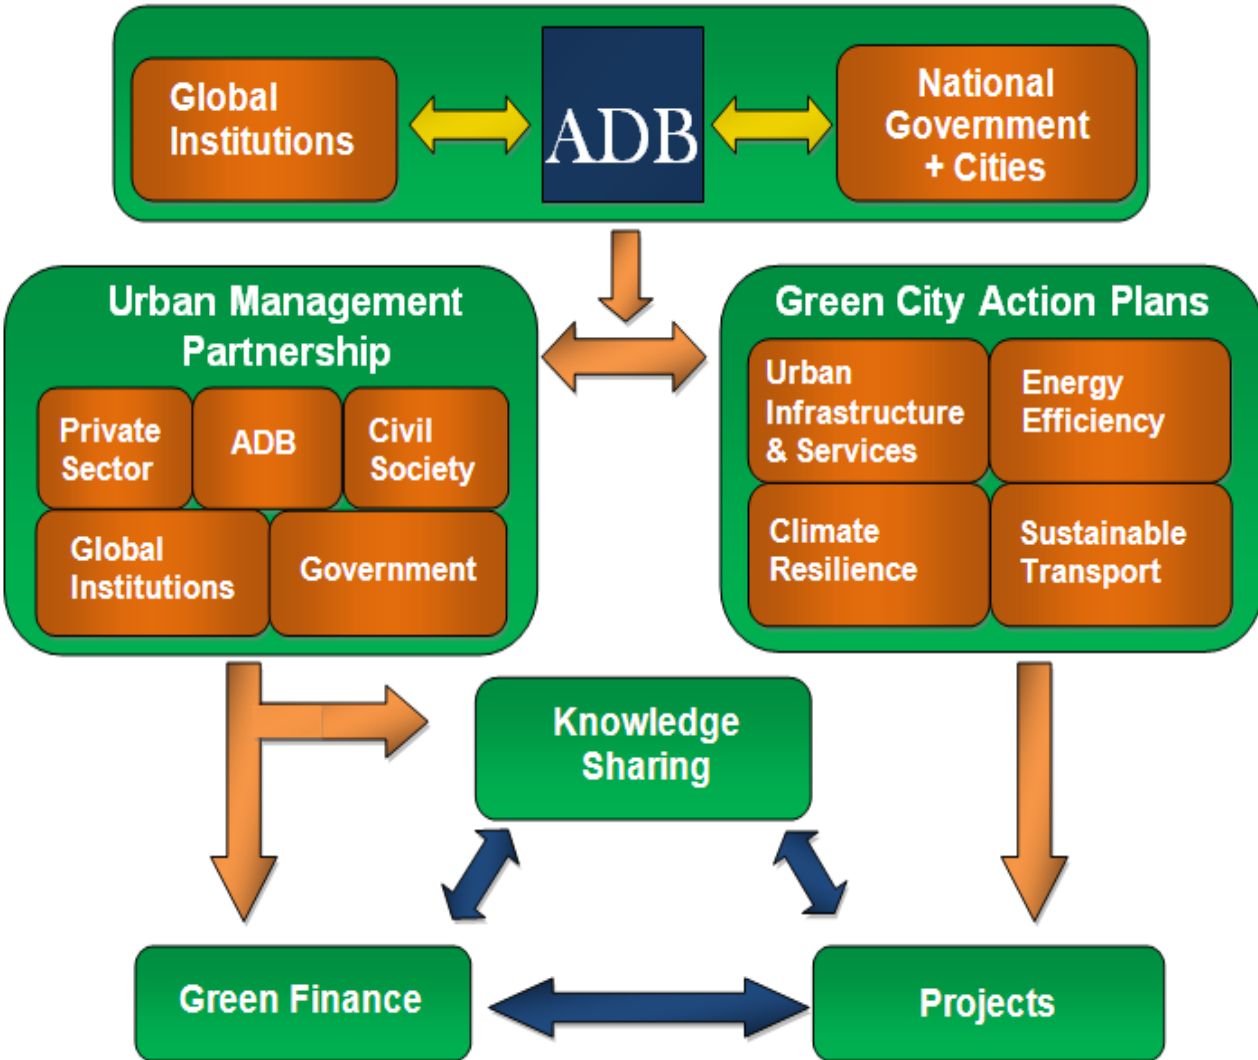 Global
Institutions
ADB
National
Government
+ Cities
Urban Management
Partnership
Private
Sector
ADB
Civil
Society
Global
Institutions
Government
Green City Action Plans
Urban
Infrastructure
& Services
Energy
Efficiency
Climate
Resilience
Sustainable
Transport
Knowledge
Sharing
Green Finance
Projects